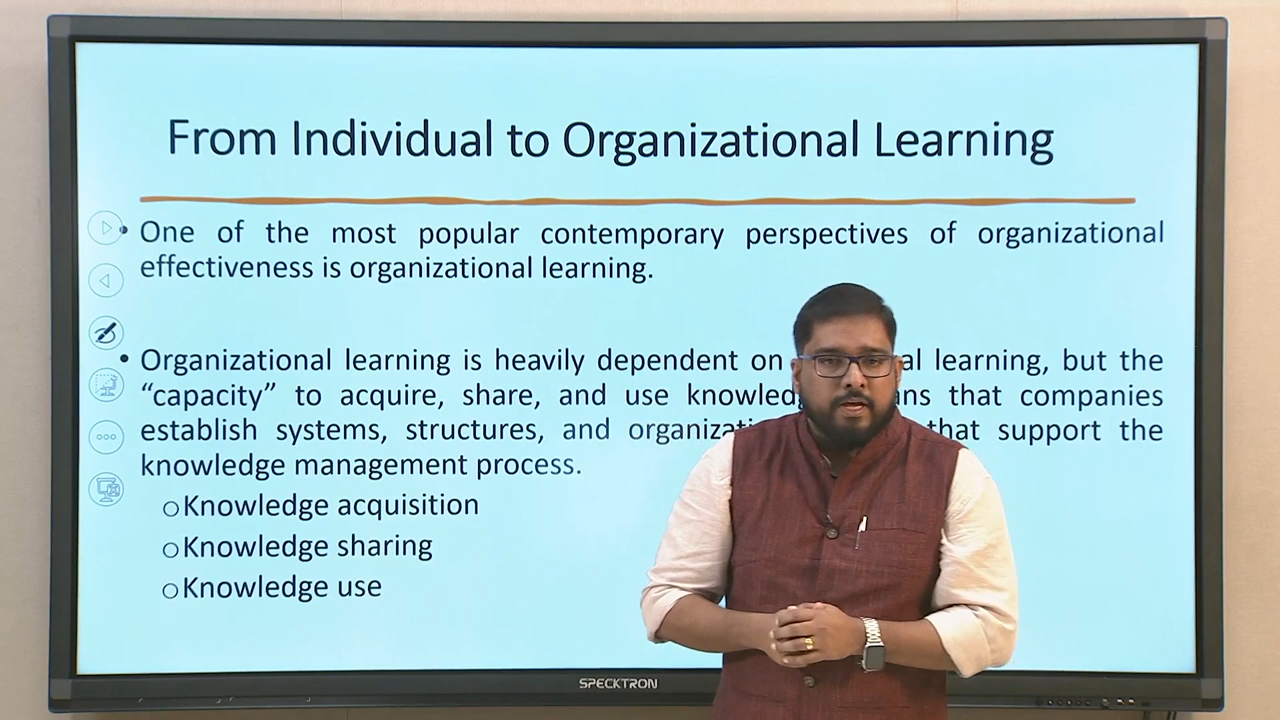 From Individual to Organizational Learning
• One of the most popular contemporary perspectives of organizational
effectiveness is organizational learning.
• Organizational learning is heavily dependent on al learning, but the
“capacity” to acquire, share, and use knowledg ans that companies
establish systems, structures, and organizati that support the
knowledge management process.
o Knowledge acquisition
o Knowledge sharing
o Knowledge use
SPECKTRON